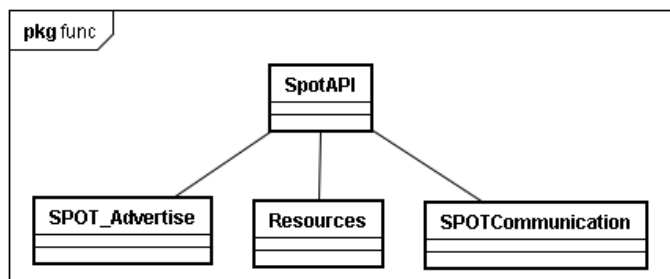 pkg func
SpotAPI
SPOT_Advertise
Resources
SPOTCommunication